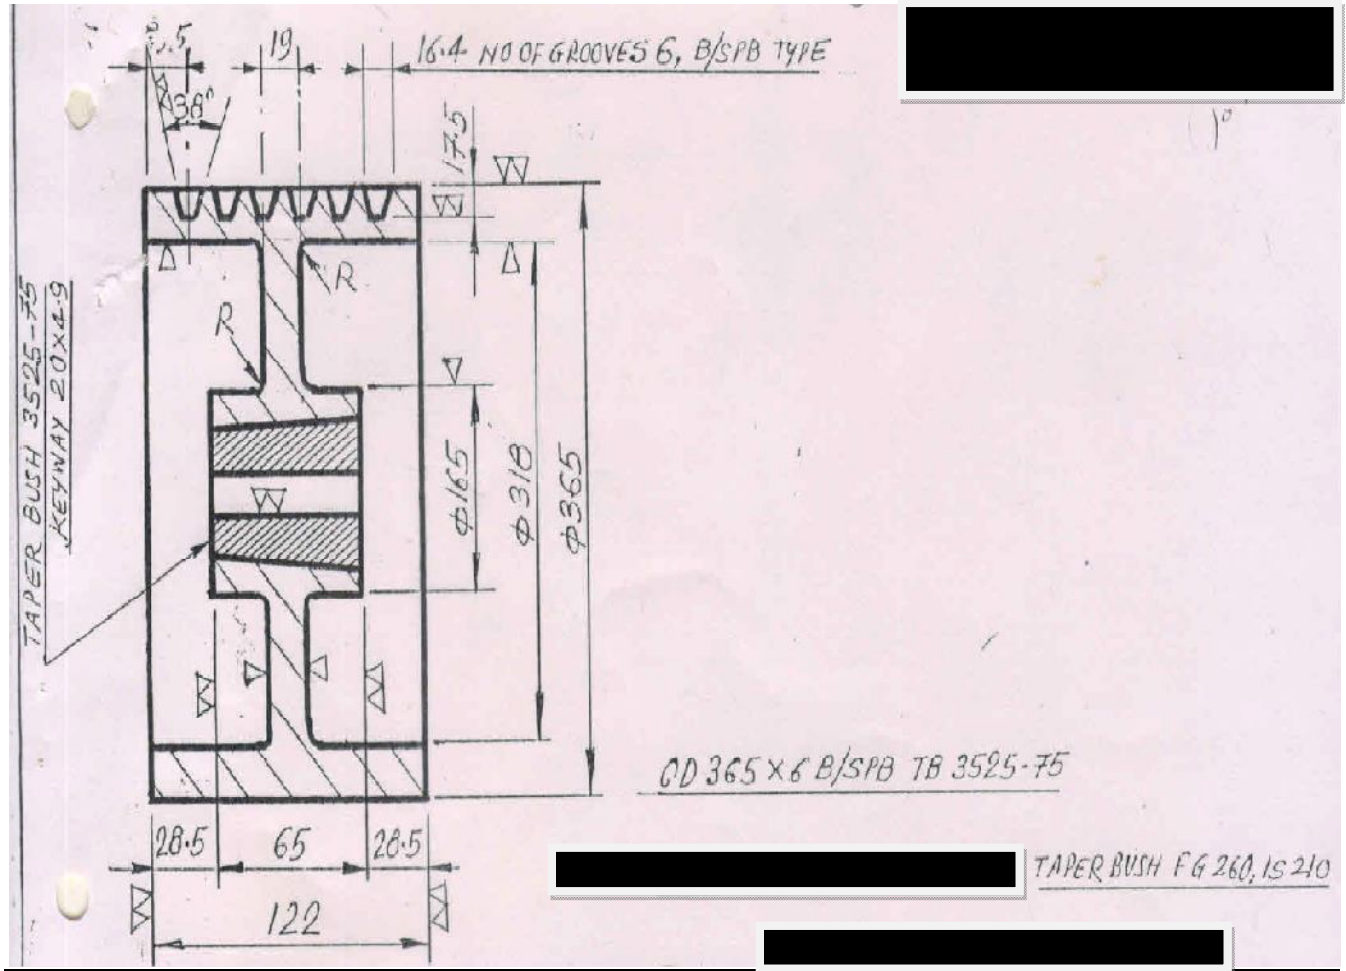 19
16.4 NO OF GROOVES 6, B/SPB TYPE
38°
17.5
R
R
TAPER BUSH 3525-75
KEYWAY 20x4.9
Φ165
Φ318
Φ365
OD 365 X 6 B/SPB TB 3525-75
28.5
65
28.5
TAPER BUSH FG 260, IS 210
122